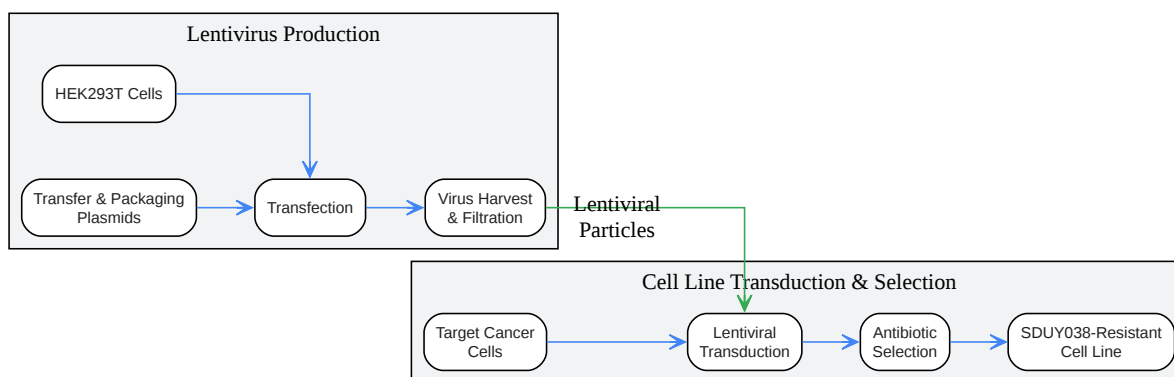 Lentivirus Production
HEK293T Cells
Transfer & Packaging
Plasmids
Transfection
Virus Harvest
& Filtration
Lentiviral
Particles
Cell Line Transduction & Selection
Target Cancer
Cells
Lentiviral
Transduction
Antibiotic
Selection
SDUY038-Resistant
Cell Line